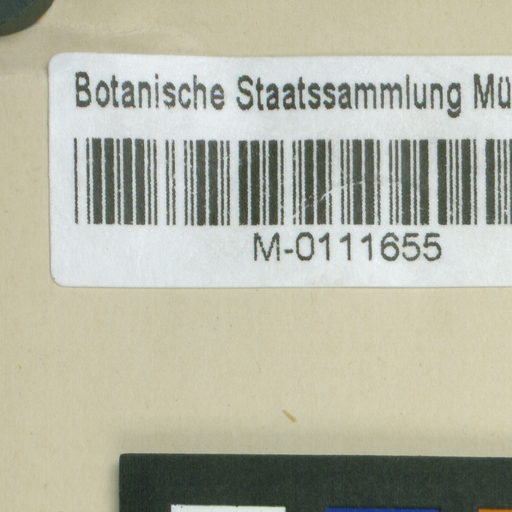 Botanische Staatssammlung Mü
M-0111655